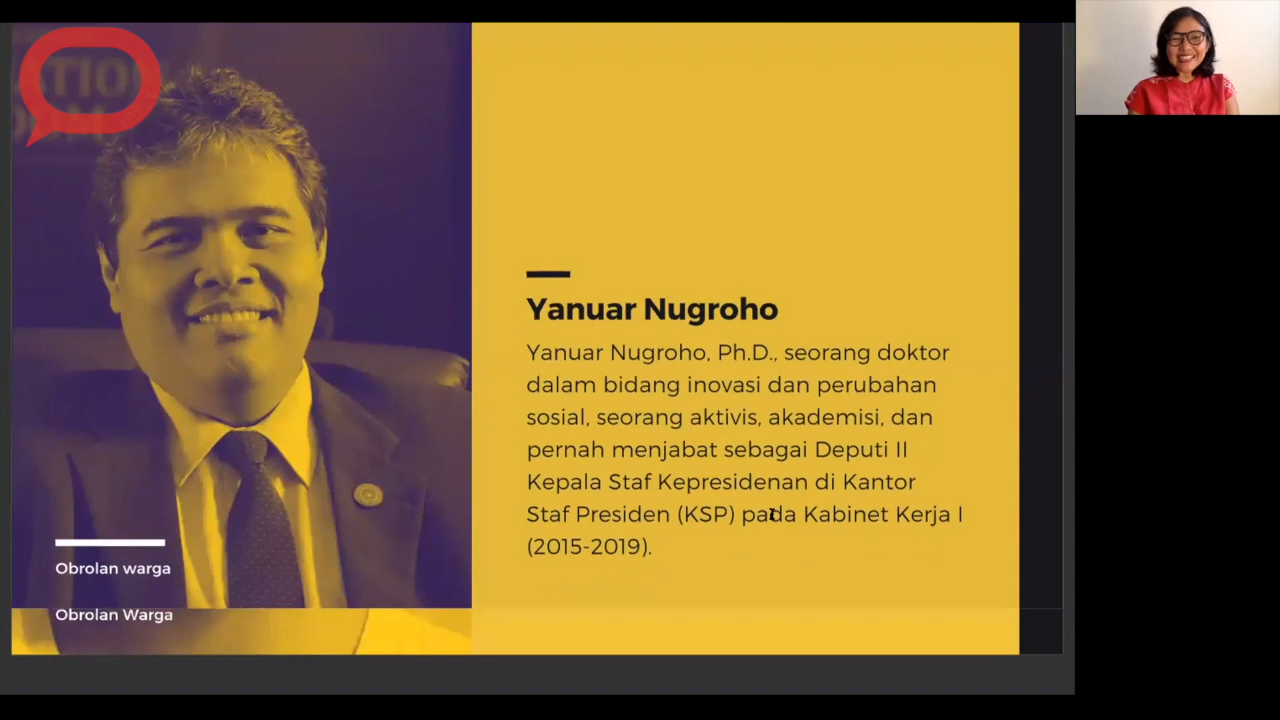 Yanuar Nugroho
Yanuar Nugroho, Ph.D., seorang doktor
dalam bidang inovasi dan perubahan
sosial, seorang aktivis, akademisi, dan
pernah menjabat sebagai Deputi II
Kepala Staf Kepresidenan di Kantor
Staf Presiden (KSP) pada Kabinet Kerja I
(2015-2019).
Obrolan warga
Obrolan Warga